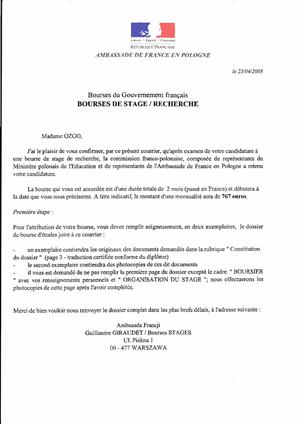 Liberté • Égalité • Fraternité
RÉPUBLIQUE FRANÇAISE
AMBASSADE DE FRANCE EN POLOGNE
le 25/04/2008
Bourses du Gouvernement français
BOURSES DE STAGE / RECHERCHE
Madame OZGO,
J'ai le plaisir de vous confirmer, par ce présent courrier, qu'après examen de votre candidature à
une bourse de stage de recherche, la commission franco-polonaise, composée de représentants du
Ministère polonais de l'Education et de représentants de l'Ambassade de France en Pologne a retenu
votre candidature.
La bourse qui vous est accordée est d'une durée totale de 2 mois (passé en France) et débutera
à la date que vous nous préciserez. A titre indicatif, le montant d'une mensualité sera de 767 euros.
Première étape :
Pour l'attribution de votre bourse, vous devez remplir soigneusement, en deux exemplaires, le dossier
de bourse d'études joint à ce courrier :
- un exemplaire contiendra les originaux des documents demandés dans la rubrique " Constitution
du dossier" (page 3 - traduction certifiée conforme du diplôme)
- le second exemplaire contiendra des photocopies de ces dit documents
- il vous est demandé de ne pas remplir la première page du dossier excepté le cadre " BOURSIER
" avec vos renseignements personnels et " ORGANISATION DU STAGE "; nous effectuerons les
photocopies de cette page après l'avoir complétée.
Merci de bien vouloir nous renvoyer le dossier complet dans les plus brefs délais, à l'adresse suivante :
Ambasada Francji
Guillaume GIRAUDET / Bourses STAGES
Ul. Piekna 1
00 - 477 WARSZAWA